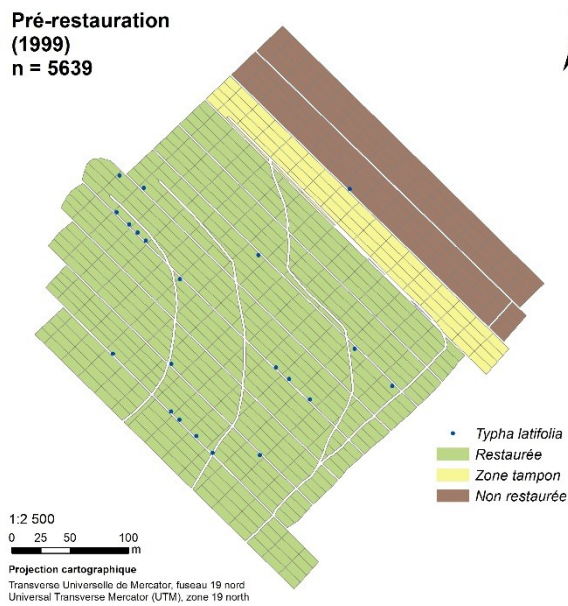 Pré-restauration
(1999)
n = 5639
Typha latifolia
Restaurée
Zone tampon
Non restaurée
1:2 500
0 25 50 100
m
Projection cartographique
Transverse Universelle de Mercator, fuseau 19 nord
Universal Transverse Mercator (UTM), zone 19 north